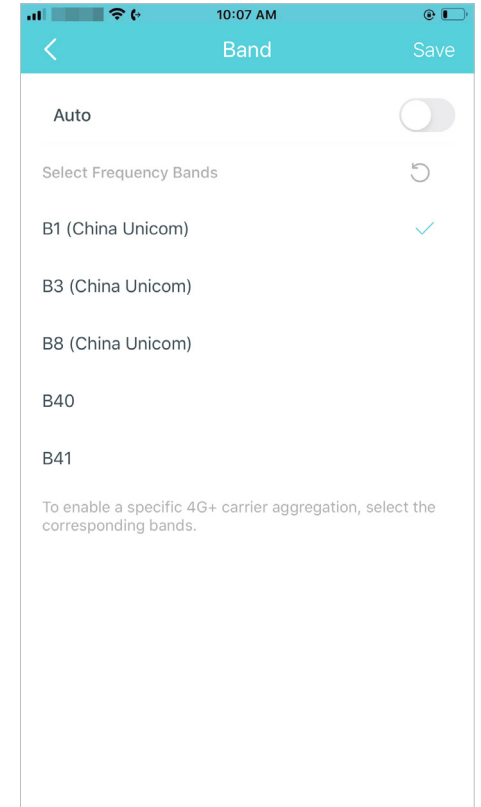 10:07 AM
Band
Save
Auto
Select Frequency Bands
B1 (China Unicom)
B3 (China Unicom)
B8 (China Unicom)
B40
B41
To enable a specific 4G+ carrier aggregation, select the
corresponding bands.